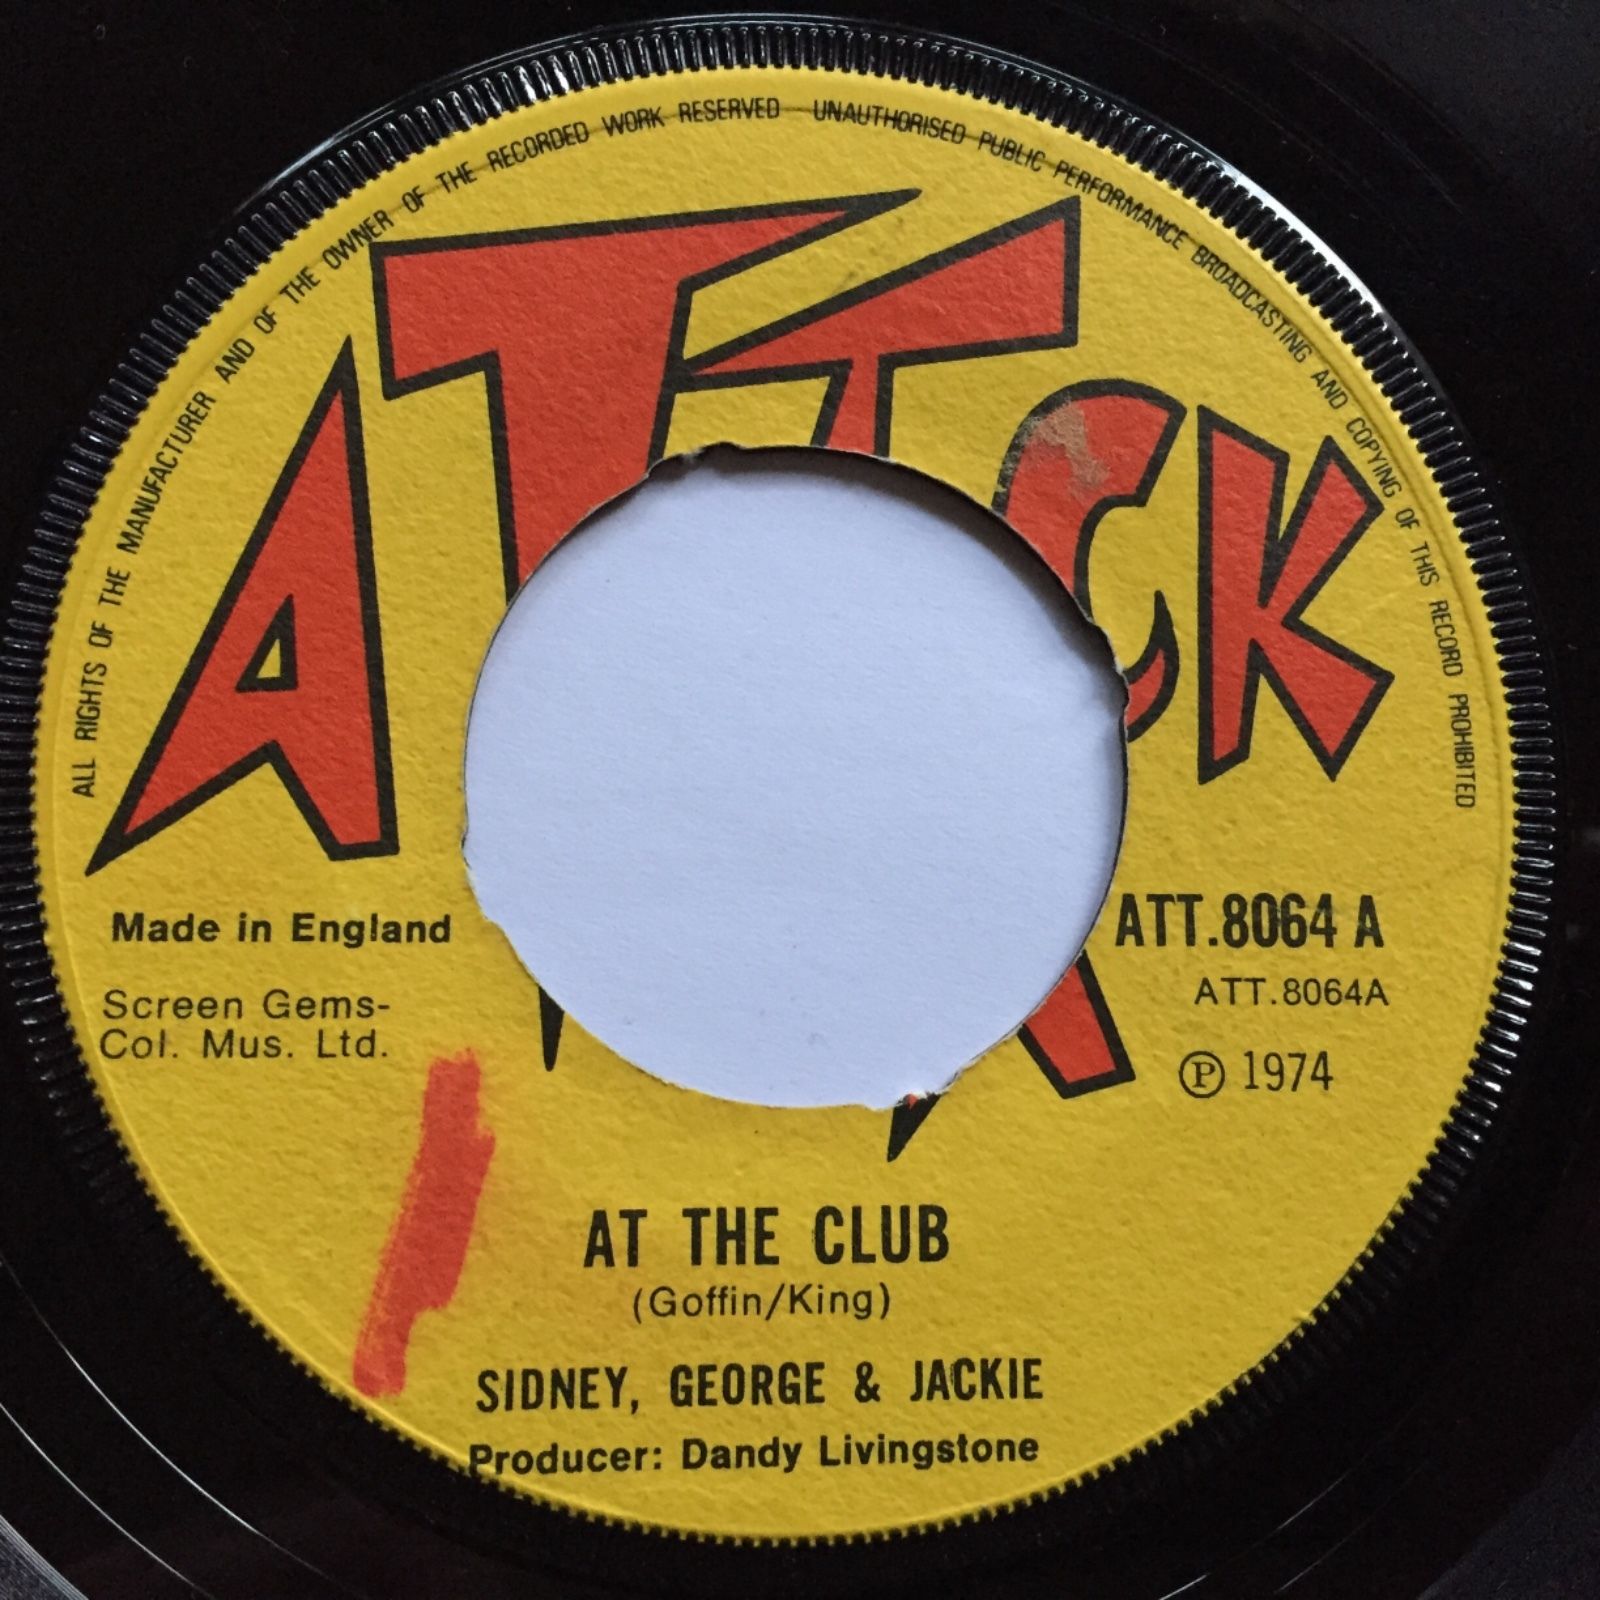 ALL RIGHTS OF THE MANUFACTURER AND OF THE OWNER OF THE RECORDED WORK RESERVED UNAUTHORISED PUBLIC PERFORMANCE BROADCASTING AND COPYING OF THIS RECORD PROHIBITED
ATTACK
Made in England
Screen Gems-
Col. Mus. Ltd.
ATT.8064 A
ATT.8064A
Ⓟ 1974
AT THE CLUB
(Goffin/King)
SIDNEY, GEORGE & JACKIE
Producer: Dandy Livingstone